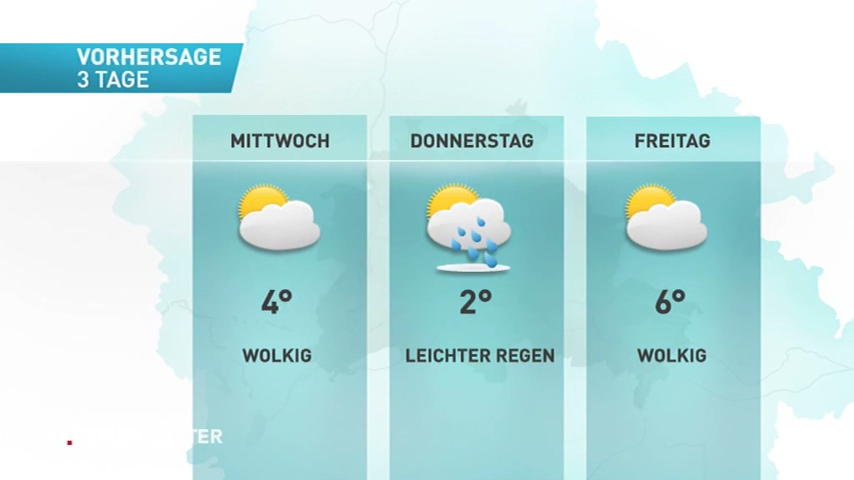 VORHERSAGE
3 TAGE
MITTWOCH
DONNERSTAG
FREITAG
4°
2°
6°
WOLKIG
LEICHTER REGEN
WOLKIG